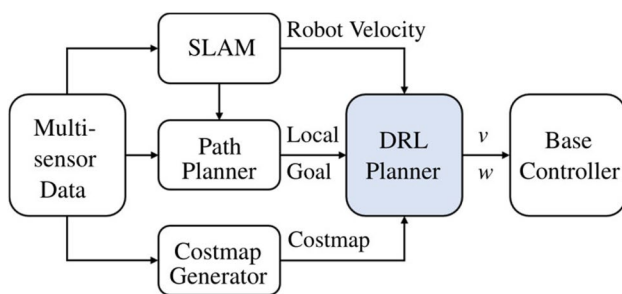 SLAM
Robot Velocity
Multi-
sensor
Data
Path
Planner
Local
Goal
DRL
Planner
v
w
Base
Controller
Costmap
Generator
Costmap